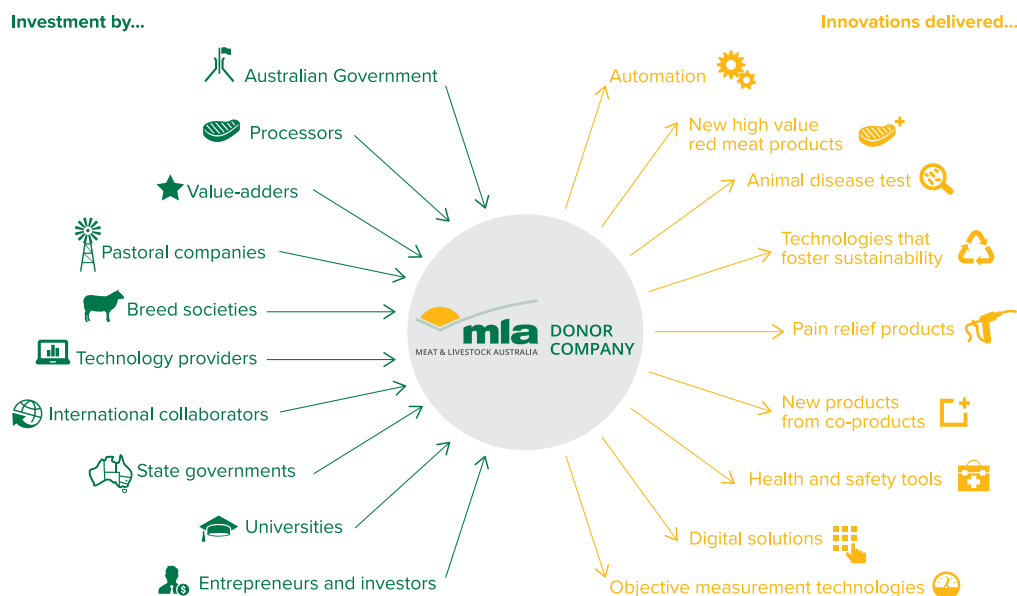 Investment by...
Australian Government
Processors
Value-adders
Pastoral companies
Breed societies
Technology providers
International collaborators
State governments
Universities
Entrepreneurs and investors
mla
MEAT & LIVESTOCK AUSTRALIA
DONOR
COMPANY
Innovations delivered...
Automation
New high value
red meat products
Animal disease test
Technologies that
foster sustainability
Pain relief products
New products
from co-products
Health and safety tools
Digital solutions
Objective measurement technologies